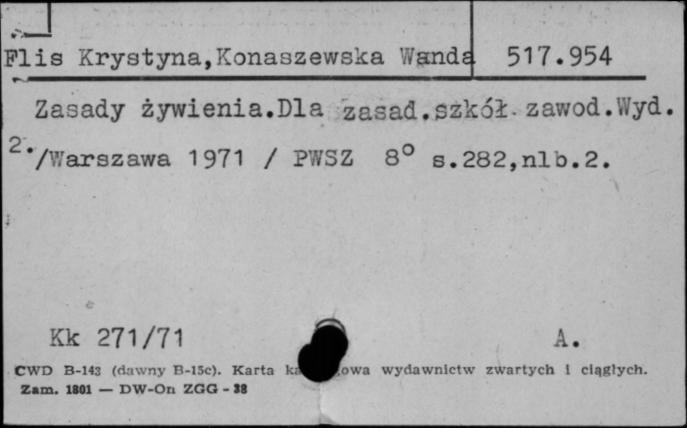 Flis Krystyna,Konaszewska Wanda 517.954
Zasady żywienia.Dla zasad.szkół.zawod.Wyd.
2./Warszawa 1971 / PWSZ 8° s.282,nlb.2.
Kk 271/71 A.
CWD B-143 (dawny B-15c). Karta wydawnictw zwartych i ciągłych.
Zam. 1801 — DW-On ZGG - 38